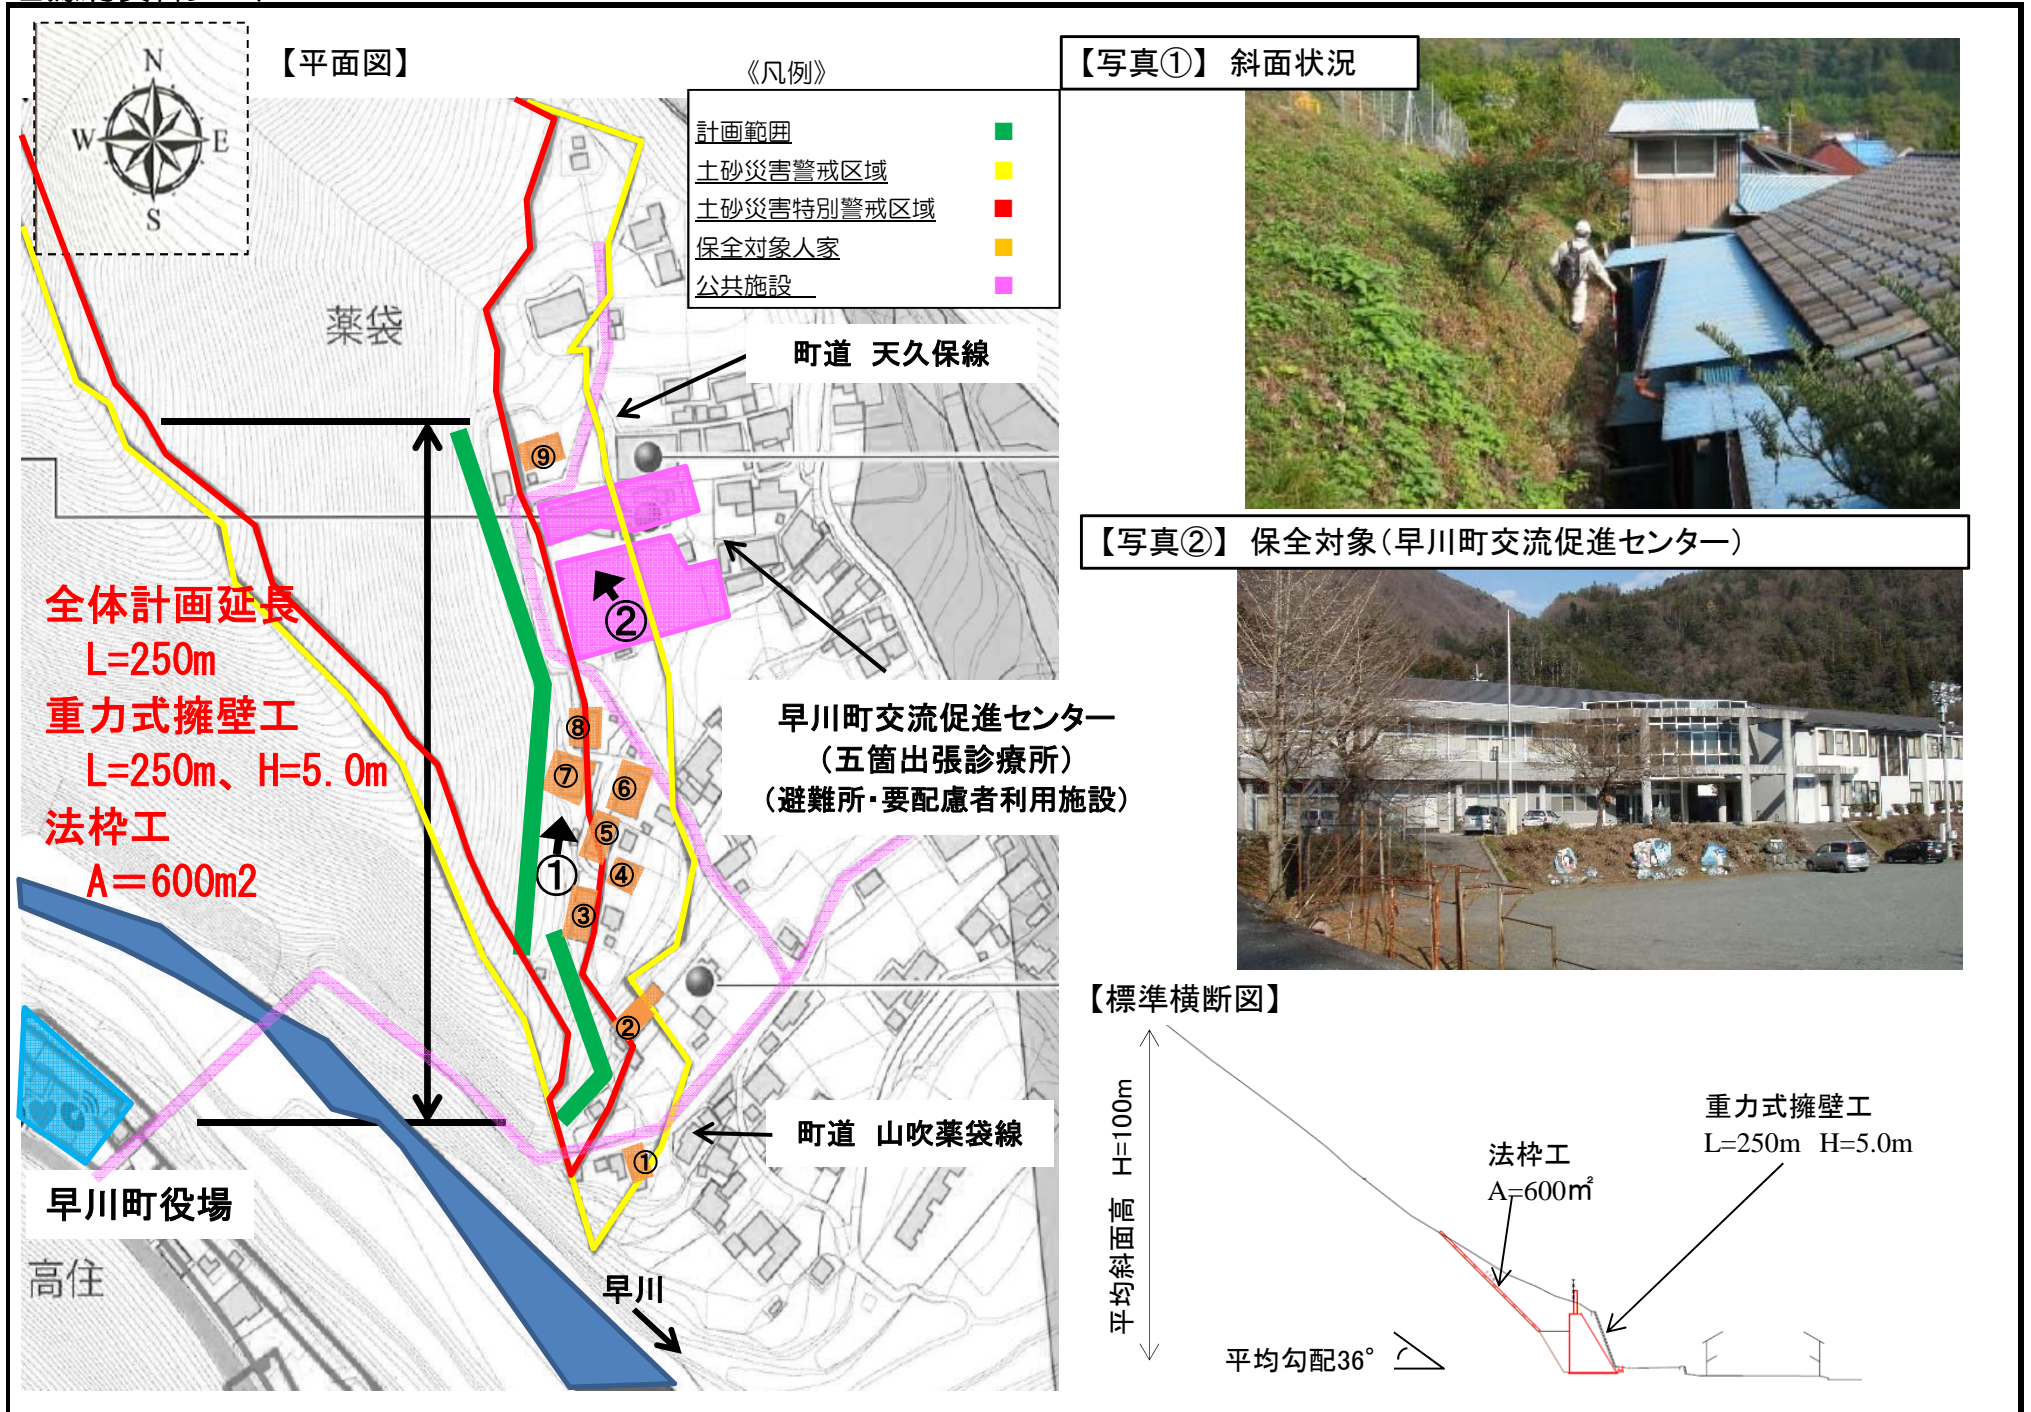 【平面図】
N
W
E
S
《凡例》
計画範囲
土砂災害警戒区域
土砂災害特別警戒区域
保全対象人家
公共施設
薬袋
町道 天久保線
⑨
②
全体計画延長
L=250m
重力式擁壁工
L=250m、H=5.0m
法枠工
A=600m2
早川町交流促進センター
(五箇出張診療所)
(避難所・要配慮者利用施設)
⑧
⑦
⑥
⑤
④
①
③
②
①
町道 山吹薬袋線
早川町役場
高住
早川
【写真①】 斜面状況
【写真②】 保全対象(早川町交流促進センター)
【標準横断図】
平均斜面高 H=100m
重力式擁壁工
L=250m H=5.0m
法枠工
A=600㎡
平均勾配36°